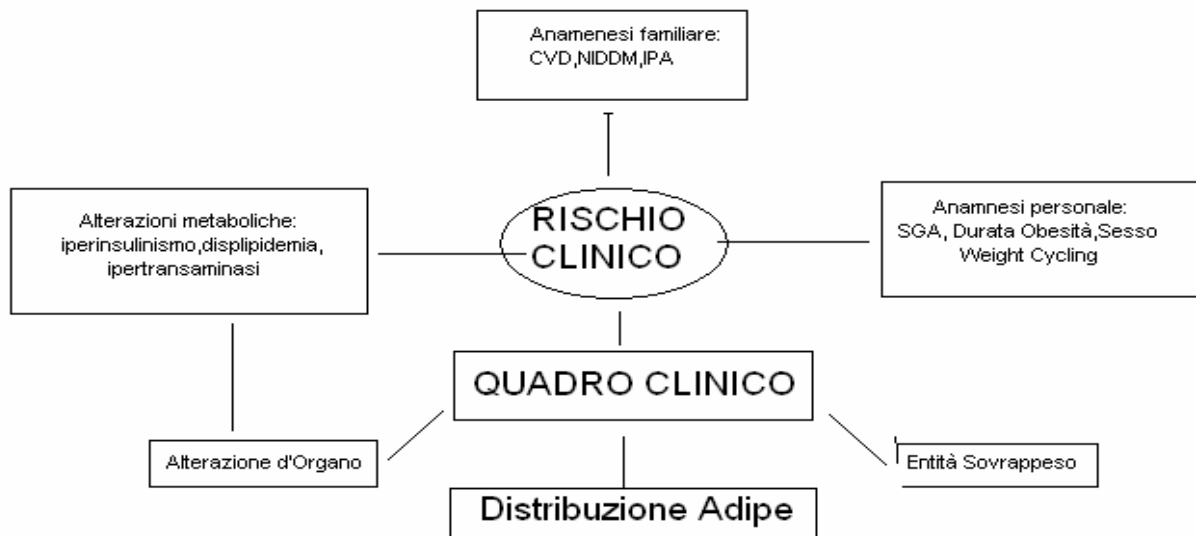 Anamenesi familiare:
CVD,NIDDM,IPA
Alterazioni metaboliche:
iperinsulinismo,displipidemia,
ipertransaminasi
RISCHIO
CLINICO
Anamnesi personale:
SGA, Durata Obesità,Sesso
Weight Cycling
QUADRO CLINICO
Alterazione d'Organo
Entità Sovrappeso
Distribuzione Adipe